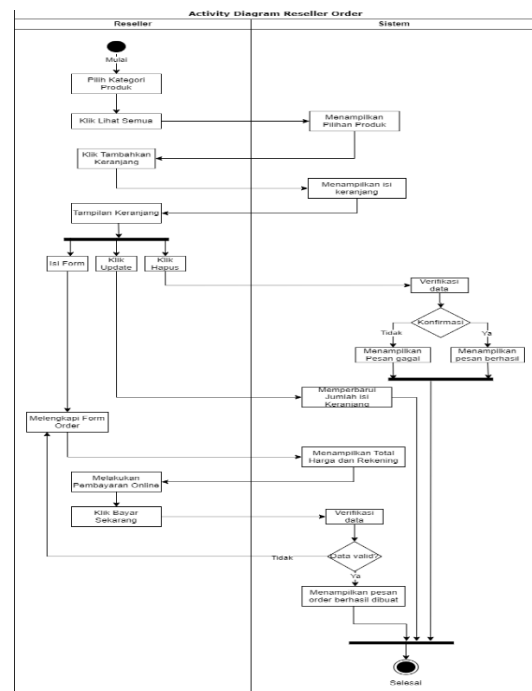 Activity Diagram Reseller Order
Reseller
Sistem
Mulai
Pilih Kategori
Produk
Klik Lihat Semua
Menampilkan
Pilihan Produk
Klik Tambahkan
Keranjang
Menampilkan isi
keranjang
Tampilan Keranjang
Isi Form
Klik
Update
Klik
Hapus
Verifikasi
data
Konfirmasi
Tidak
Ya
Menampilkan
Pesan gagal
Menampilkan
pesan berhasil
Memperbarui
Jumlah isi
Keranjang
Melengkapi Form
Order
Menampilkan Total
Harga dan Rekening
Melakukan
Pembayaran Online
Klik Bayar
Sekarang
Verifikasi
data
Tidak
Data valid?
Ya
Menampilkan pesan
order berhasil dibuat
Selesai